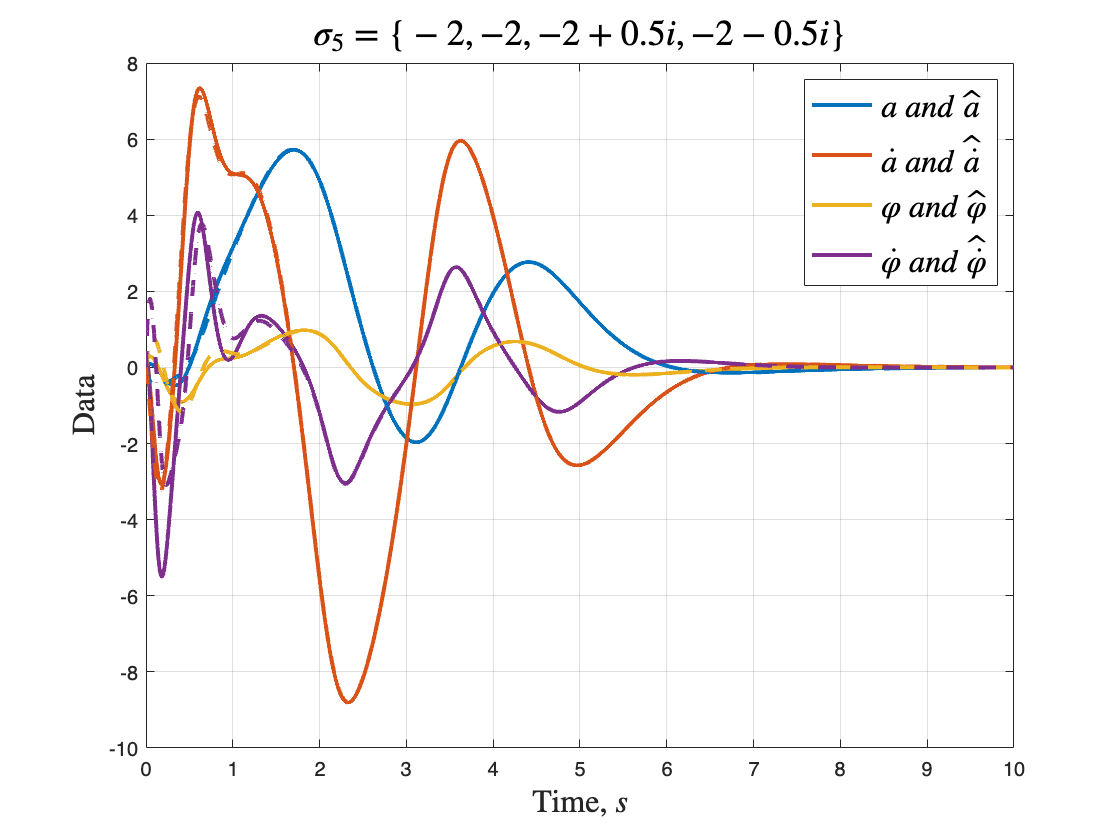 σ₅ = { − 2, −2, −2 + 0.5i, −2 − 0.5i}
8
6
4
2
0
-2
-4
-6
-8
-10
Data
a and â
ȧ and ȧ̂
φ and φ̂
φ̇ and φ̇̂
0 1 2 3 4 5 6 7 8 9 10
Time, s